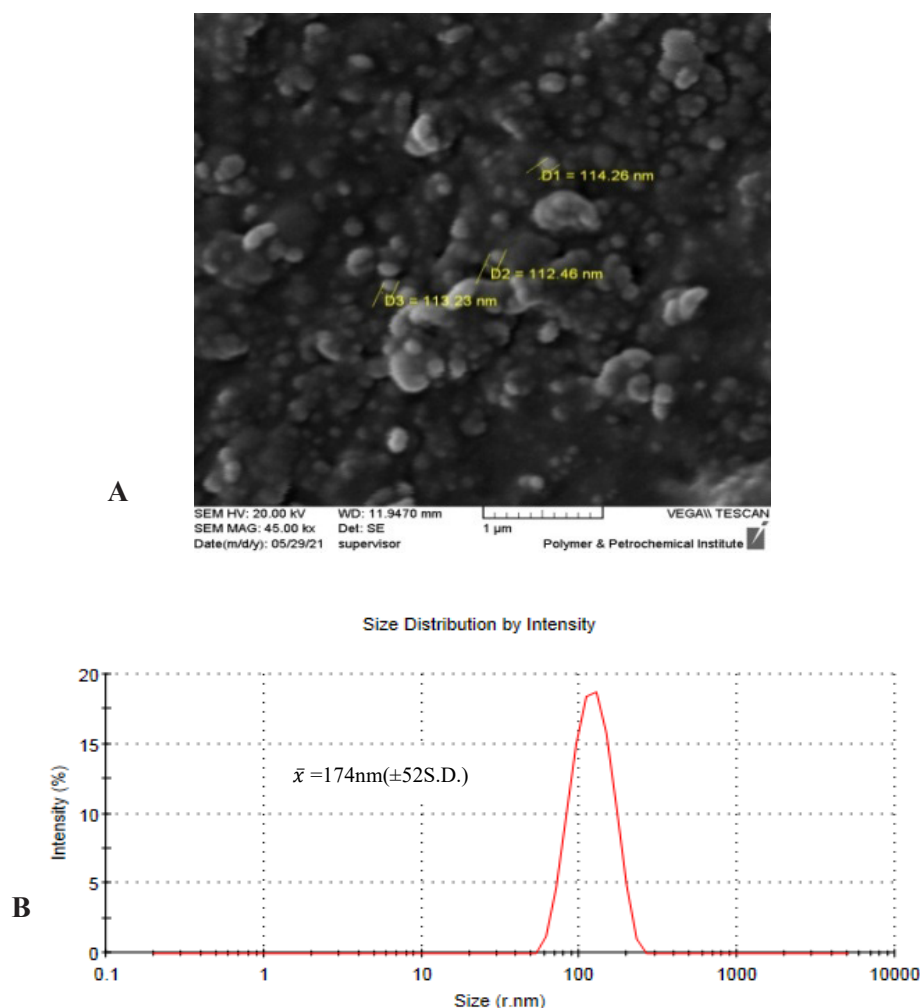 D1 = 114.26 nm
D2 = 112.46 nm
D3 = 113.23 nm
A
SEM HV: 20.00 kV WD: 11.9470 mm VEGA\\ TESCAN
SEM MAG: 45.00 kx Det: SE 1 µm
Date(m/d/y): 05/29/21 supervisor Polymer & Petrochemical Institute
Size Distribution by Intensity
20
15
10
5
0
Intensity (%)
x̄ =174nm(±52S.D.)
B
0.1 1 10 100 1000 10000
Size (r.nm)